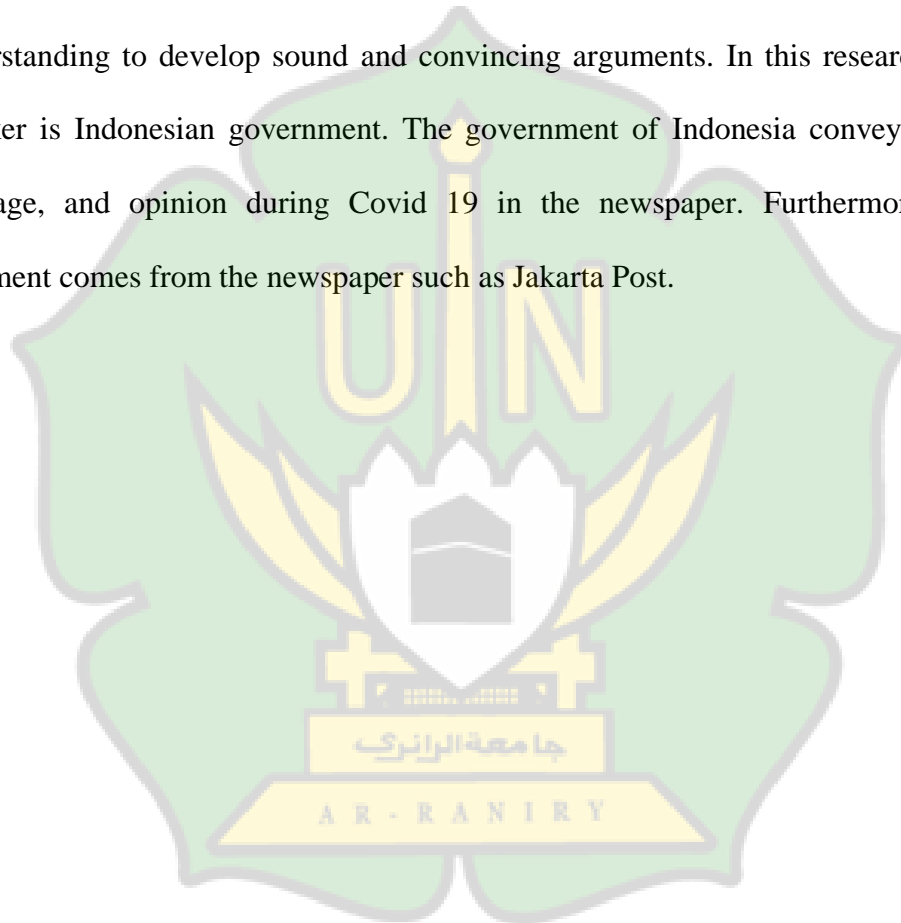 rstanding to develop sound and convincing arguments. In this resear
ker is Indonesian government. The government of Indonesia convey
age, and opinion during Covid 19 in the newspaper. Furthermor
ment comes from the newspaper such as Jakarta Post.
UIN
جامعة الرانري
AR-RANIRY